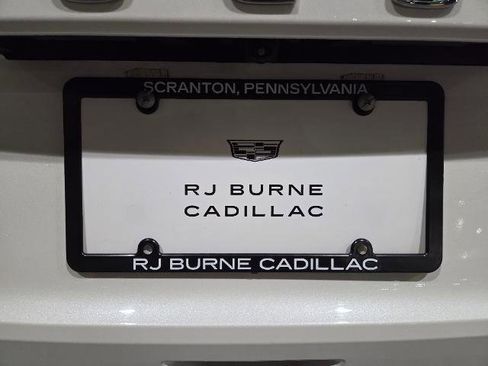 SCRANTON, PENNSYLVANIA
RJ BURNE
CADILLAC
RJ BURNE CADILLAC